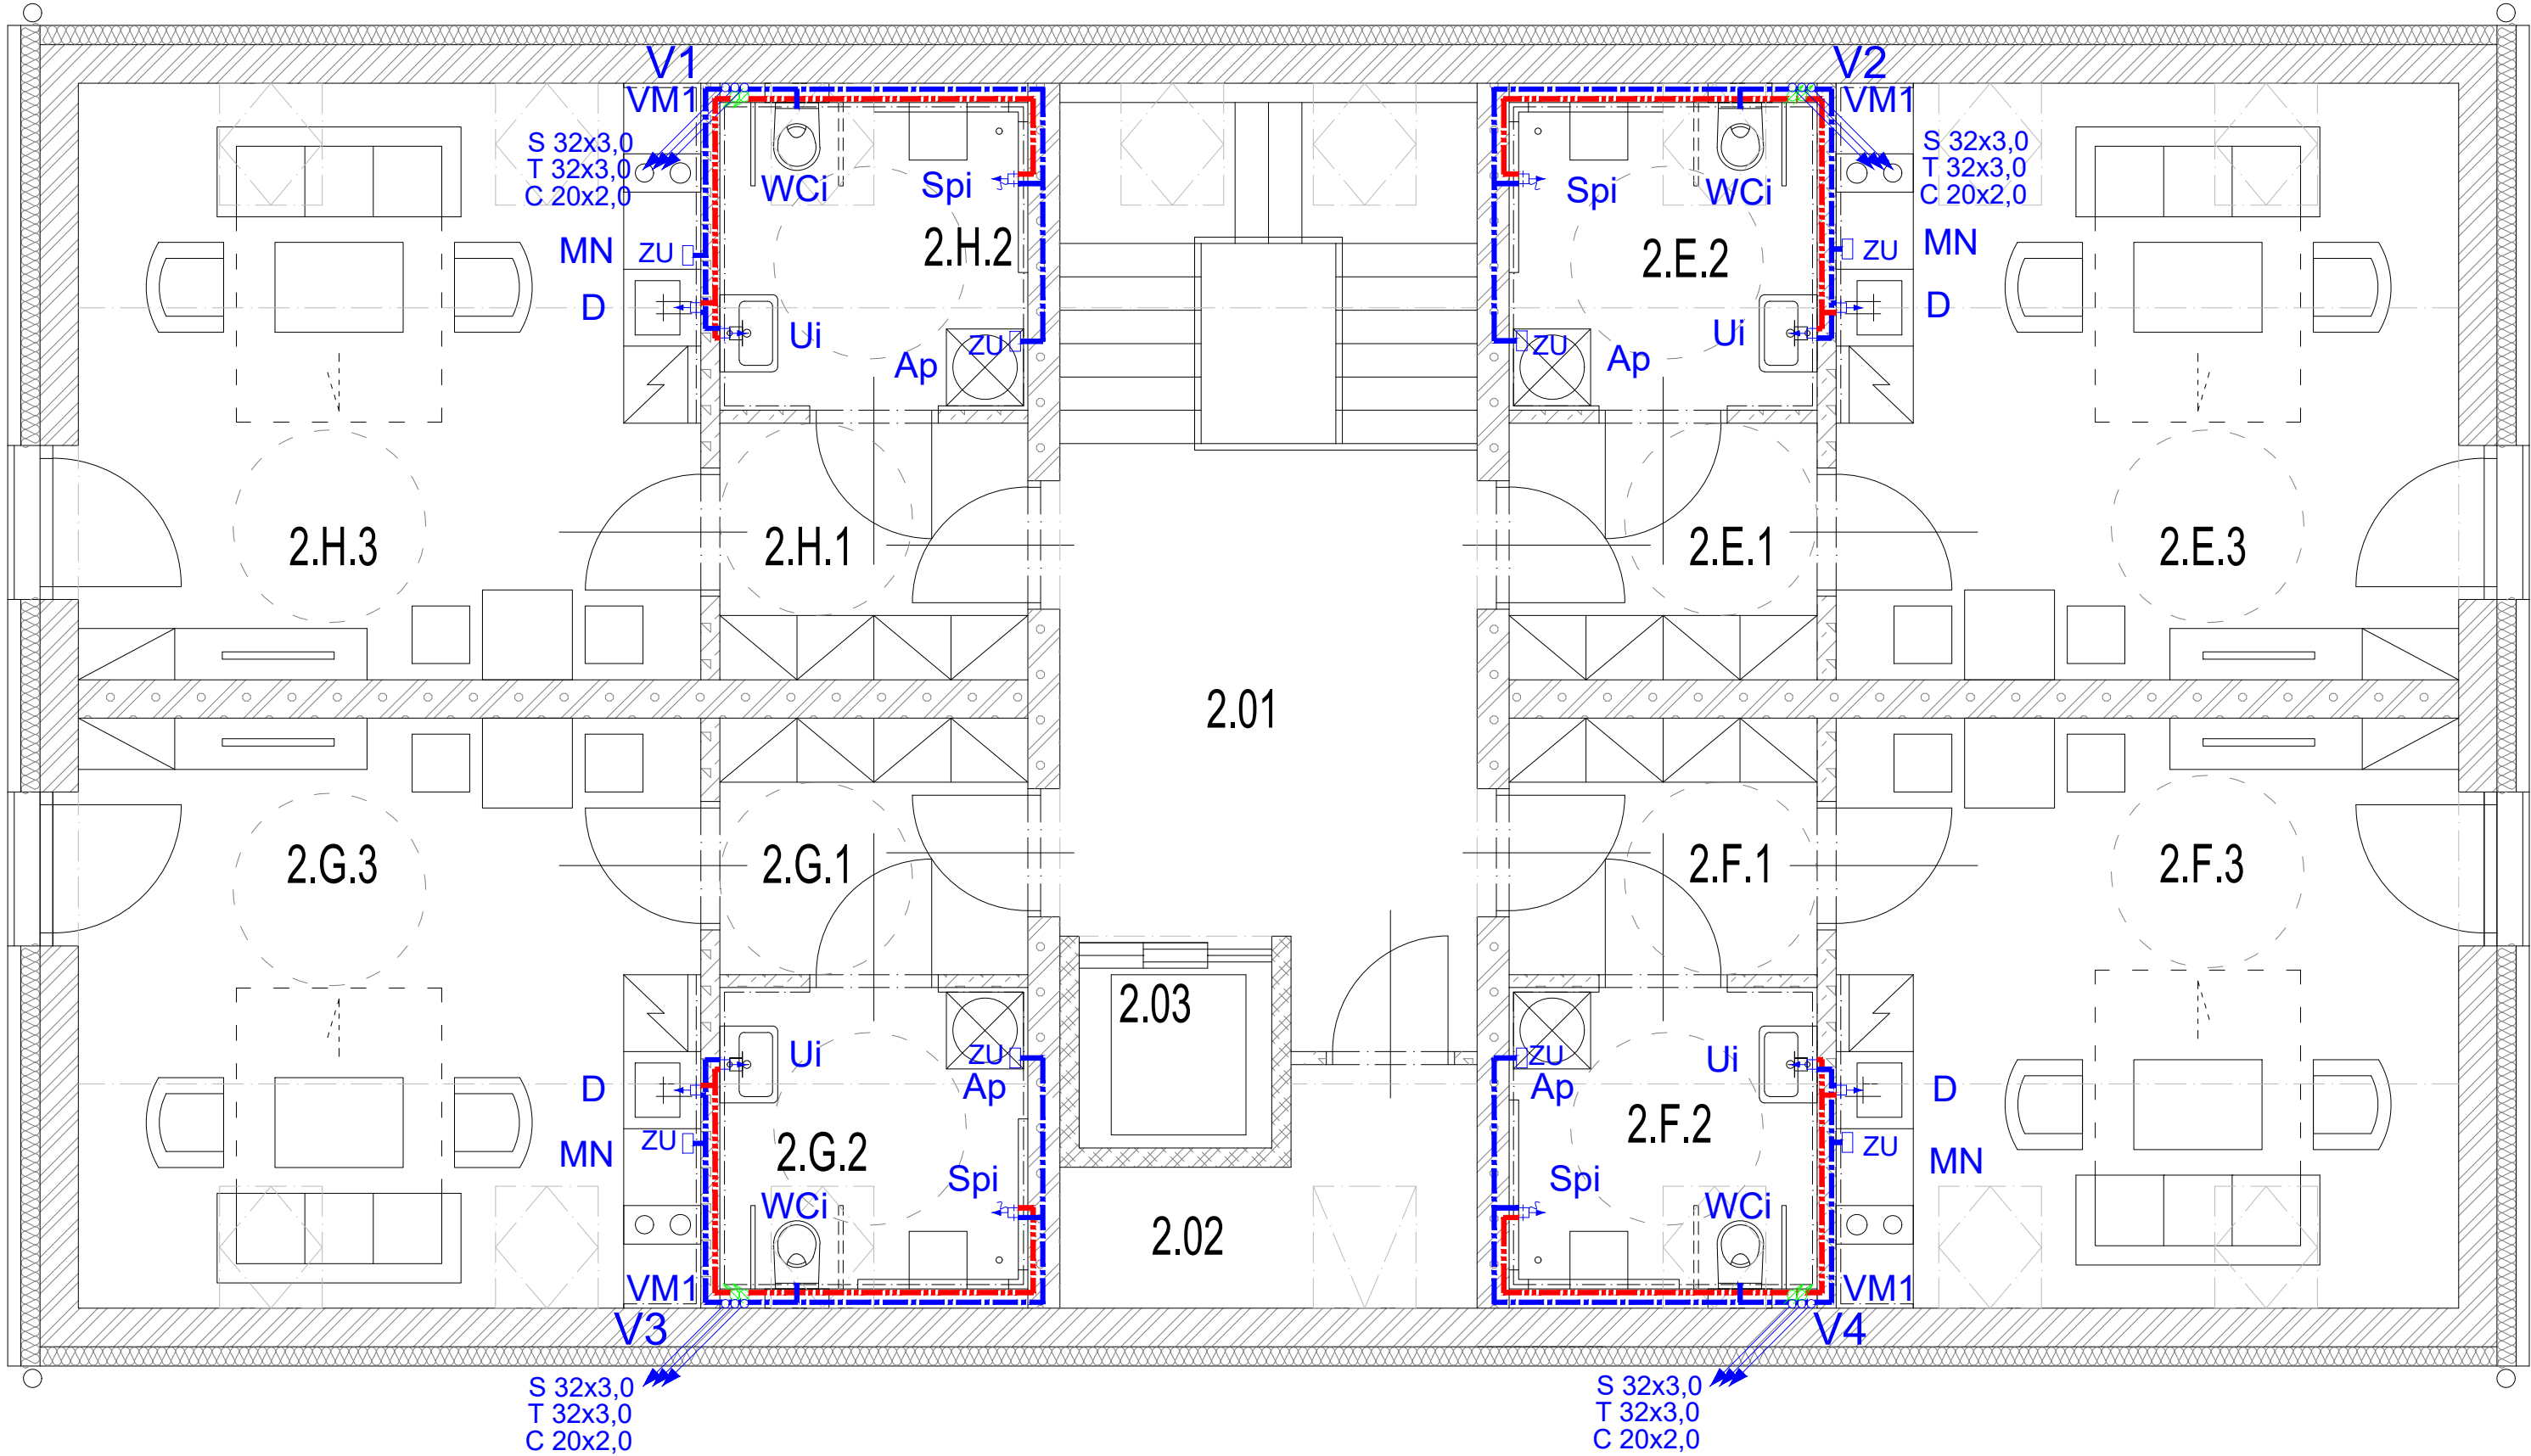 V1
V2
VM1
VM1
S 32x3,0
T 32x3,0
C 20x2,0
S 32x3,0
T 32x3,0
C 20x2,0
WCi
Spi
Spi
WCi
MN
ZU
2.H.2
2.E.2
ZU
MN
D
Ui
ZU
Ap
ZU
Ap
Ui
D
2.H.3
2.H.1
2.E.1
2.E.3
2.01
2.G.3
2.G.1
2.F.1
2.F.3
2.03
D
Ui
ZU
Ap
ZU
Ap
Ui
D
MN
ZU
2.G.2
2.F.2
ZU
MN
WCi
Spi
Spi
WCi
2.02
VM1
VM1
V3
V4
S 32x3,0
T 32x3,0
C 20x2,0
S 32x3,0
T 32x3,0
C 20x2,0